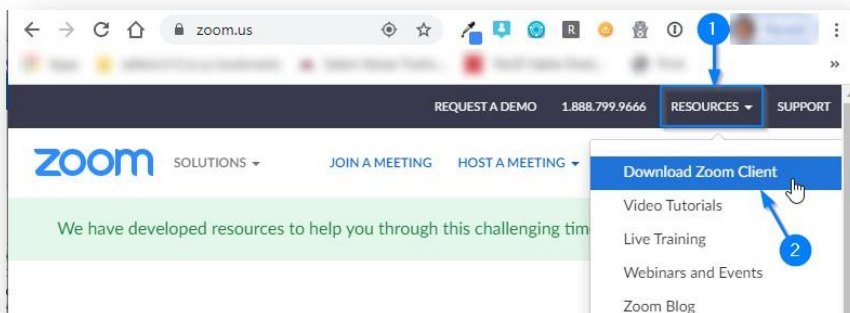 zoom.us
R
1
REQUEST A DEMO 1.888.799.9666 RESOURCES SUPPORT
zoom SOLUTIONS JOIN A MEETING HOST A MEETING
Download Zoom Client
Video Tutorials
We have developed resources to help you through this challenging tim
Live Training
2
Webinars and Events
Zoom Blog